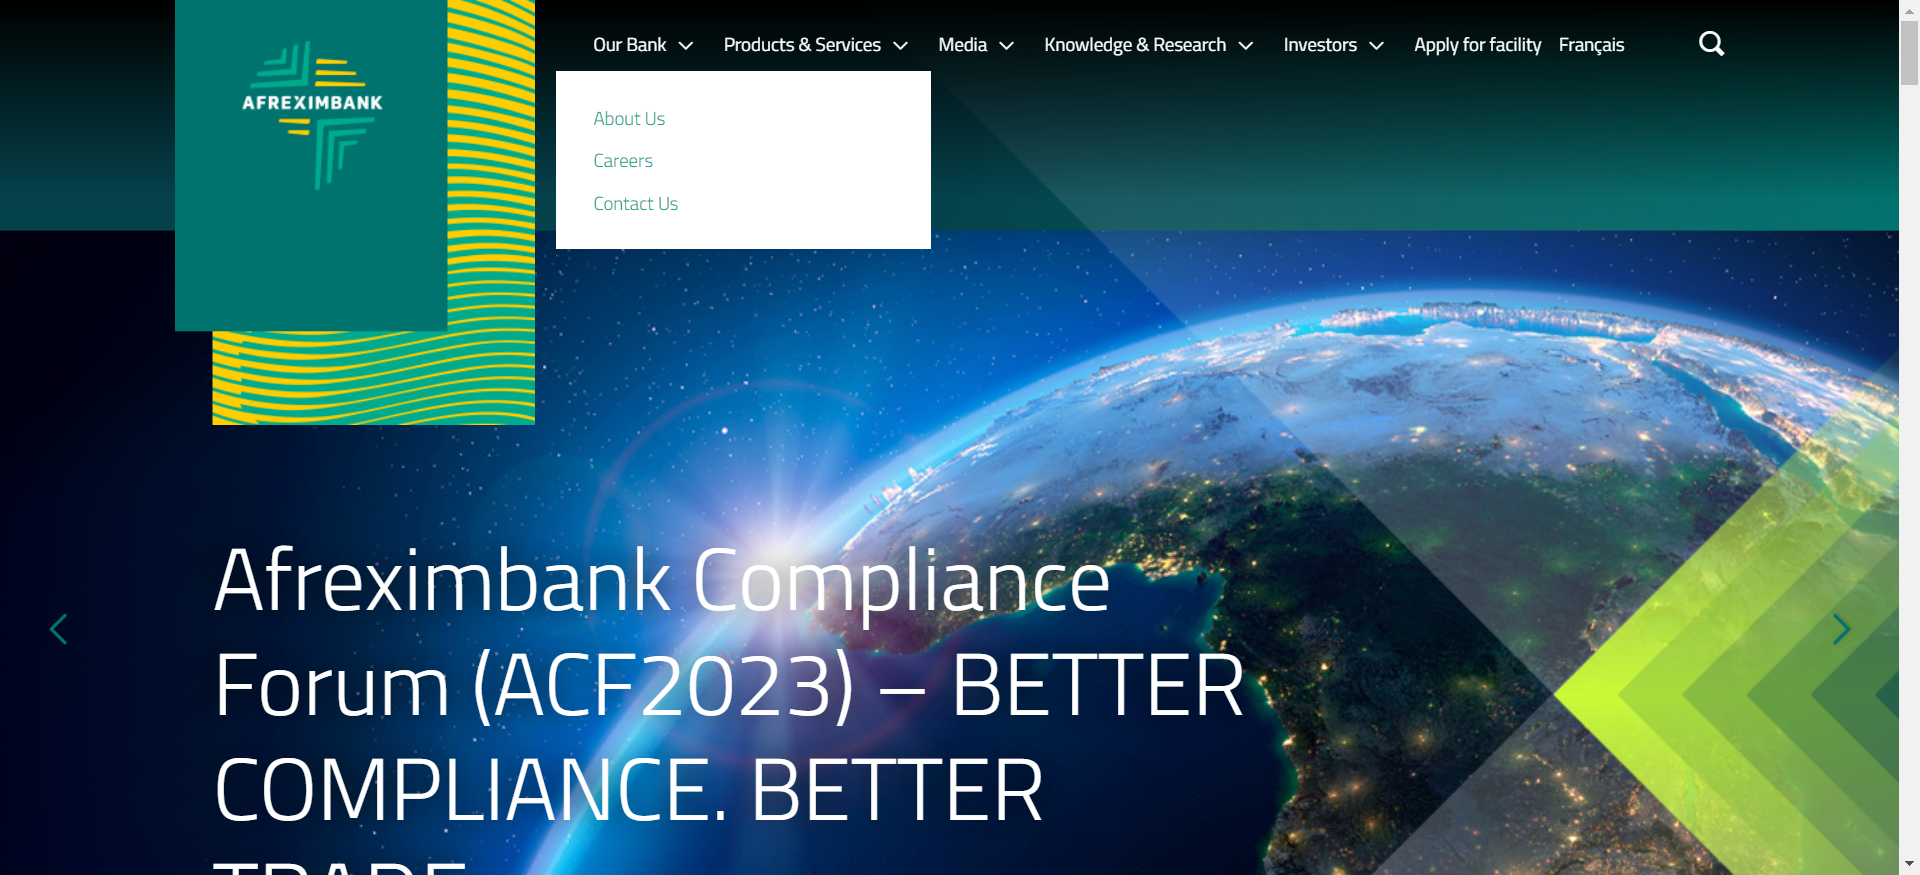 AFREXIMBANK
Our Bank Products & Services Media Knowledge & Research Investors Apply for facility Français
About Us
Careers
Contact Us
Afreximbank Compliance
Forum (ACF2023) – BETTER
COMPLIANCE. BETTER
TRADE